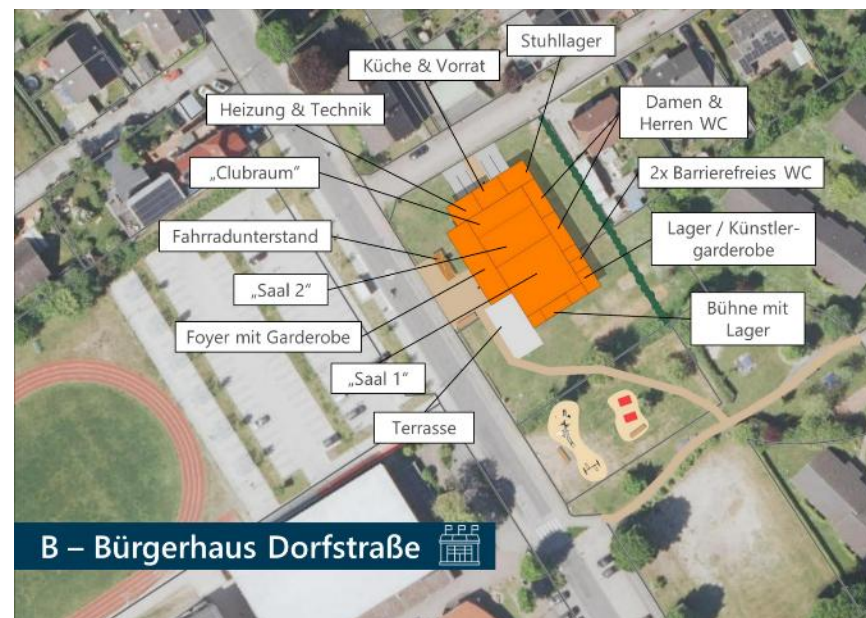 Stuhllager
Küche & Vorrat
Damen &
Herren WC
Heizung & Technik
„Clubraum“
2x Barrierefreies WC
Fahrradunterstand
Lager / Künstler-
garderobe
„Saal 2“
Foyer mit Garderobe
Bühne mit
Lager
„Saal 1“
Terrasse
B – Bürgerhaus Dorfstraße